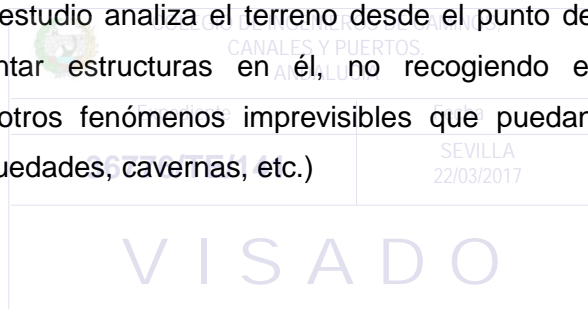 estudio analiza el terreno desde el punto de
COLEGIO DE INGENIEROS DE CAMINOS,
CANALES Y PUERTOS.
ntar estructuras en él, no recogiendo e
ANDALUCÍA
Expediente Fecha
otros fenómenos imprevisibles que puedan
SEVILLA
uedades, cavernas, etc.)
22/03/2017
VISADO